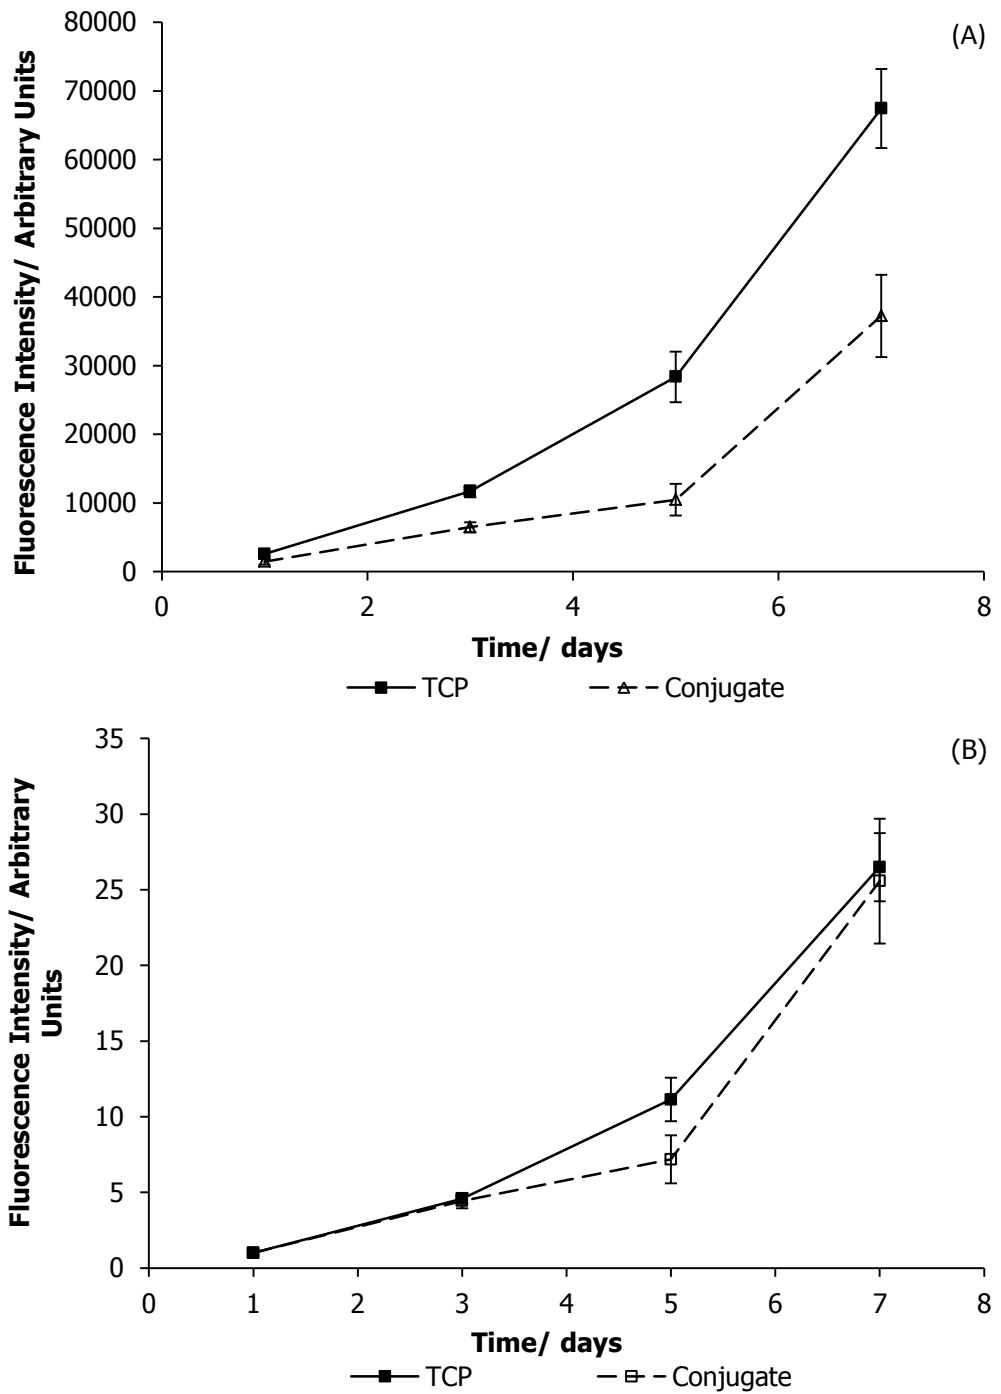 (A)
Fluorescence Intensity/ Arbitrary Units
80000
70000
60000
50000
40000
30000
20000
10000
0
0 2 4 6 8
Time/ days
TCP Conjugate
(B)
Fluorescence Intensity/ Arbitrary
Units
35
30
25
20
15
10
5
0
0 1 2 3 4 5 6 7 8
Time/ days
TCP Conjugate